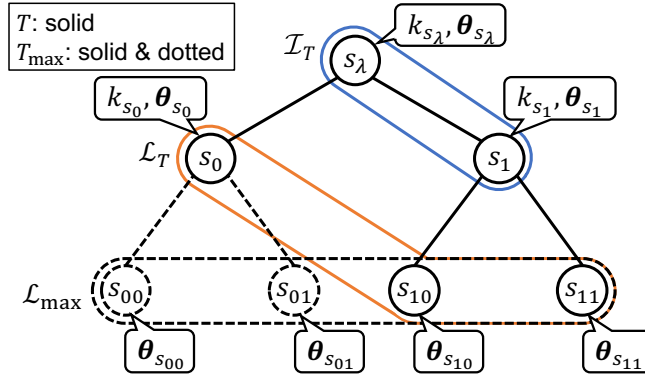 T: solid
T_max: solid & dotted
I_T
k_{s_λ}, θ_{s_λ}
s_λ
k_{s_0}, θ_{s_0}
k_{s_1}, θ_{s_1}
L_T
s_0
s_1
L_max
s_00
s_01
s_10
s_11
θ_{s_00}
θ_{s_01}
θ_{s_10}
θ_{s_11}